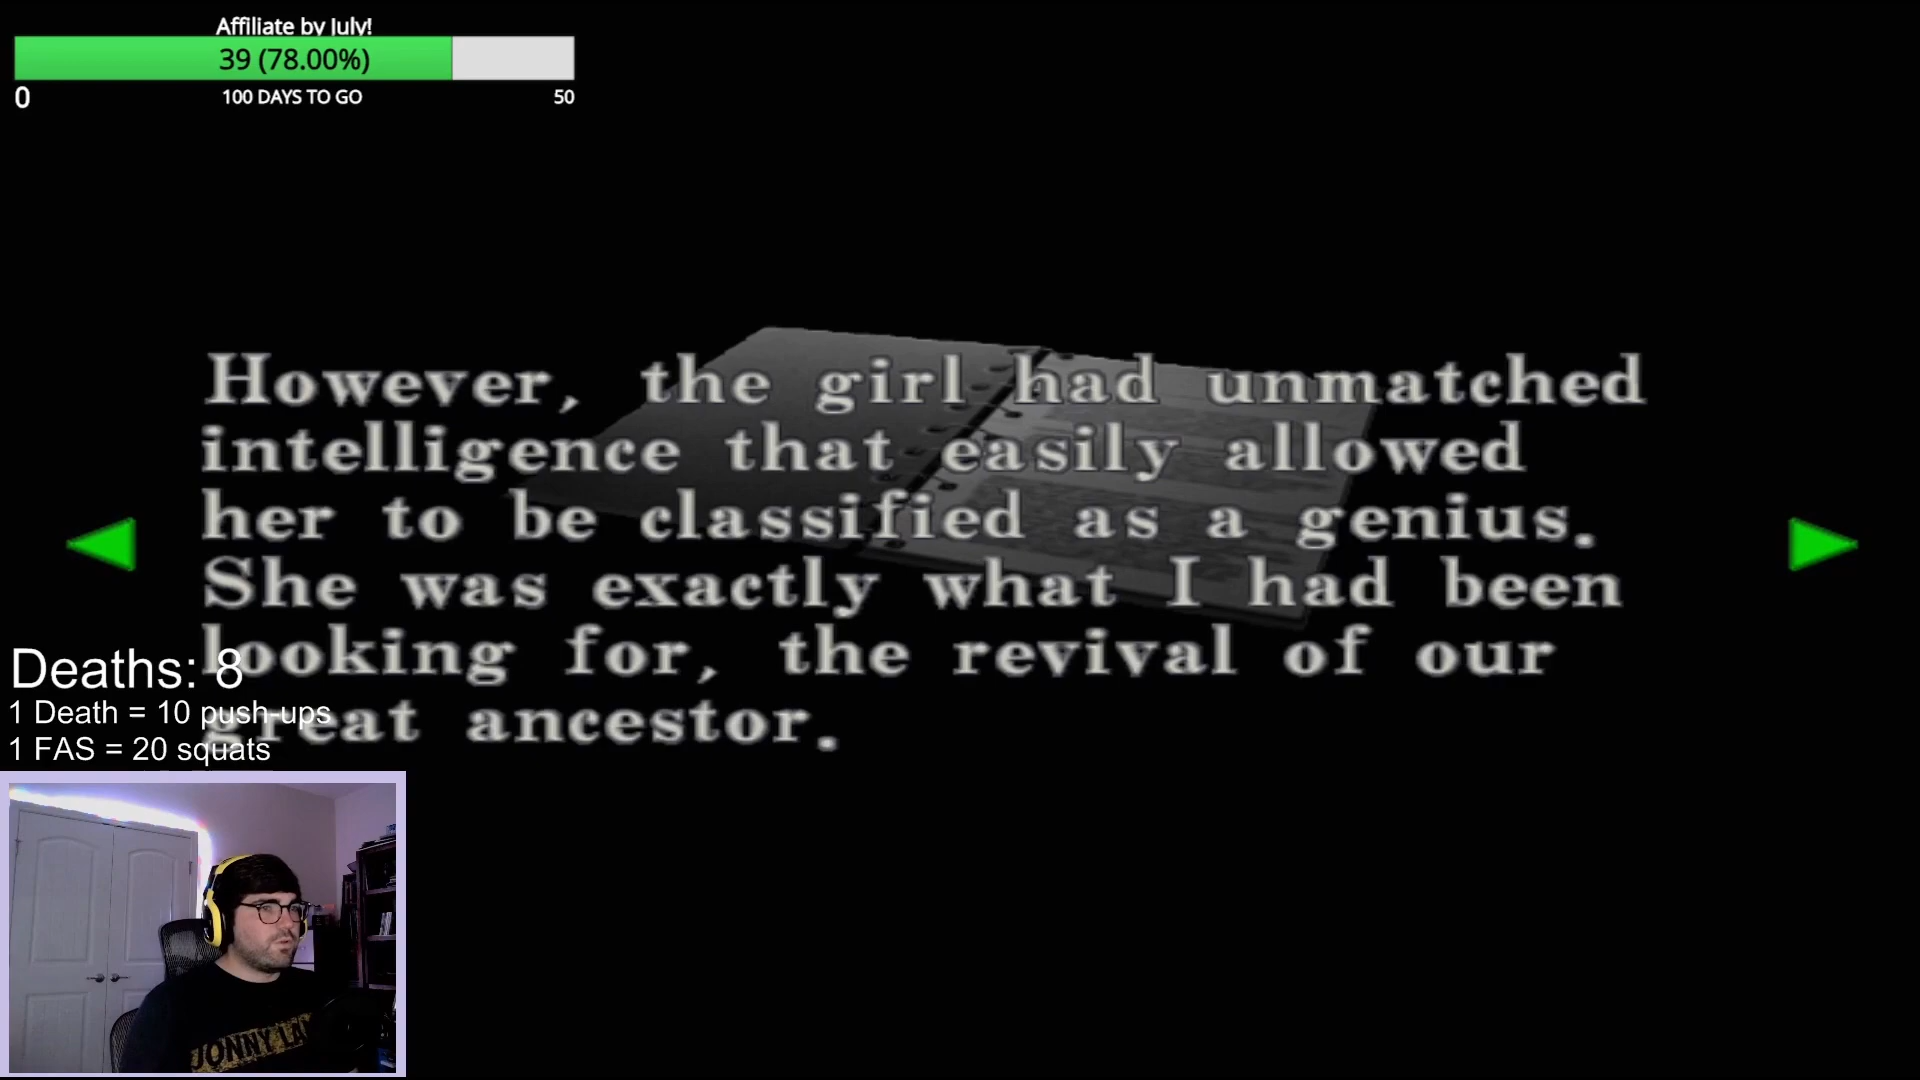 Affiliate by July!
39 (78.00%)
0 100 DAYS TO GO 50
However, the girl had unmatched
intelligence that easily allowed
her to be classified as a genius.
She was exactly what I had been
looking for, the revival of our
great ancestor.
Deaths: 8
1 Death = 10 push-ups
1 FAS = 20 squats
JONNY